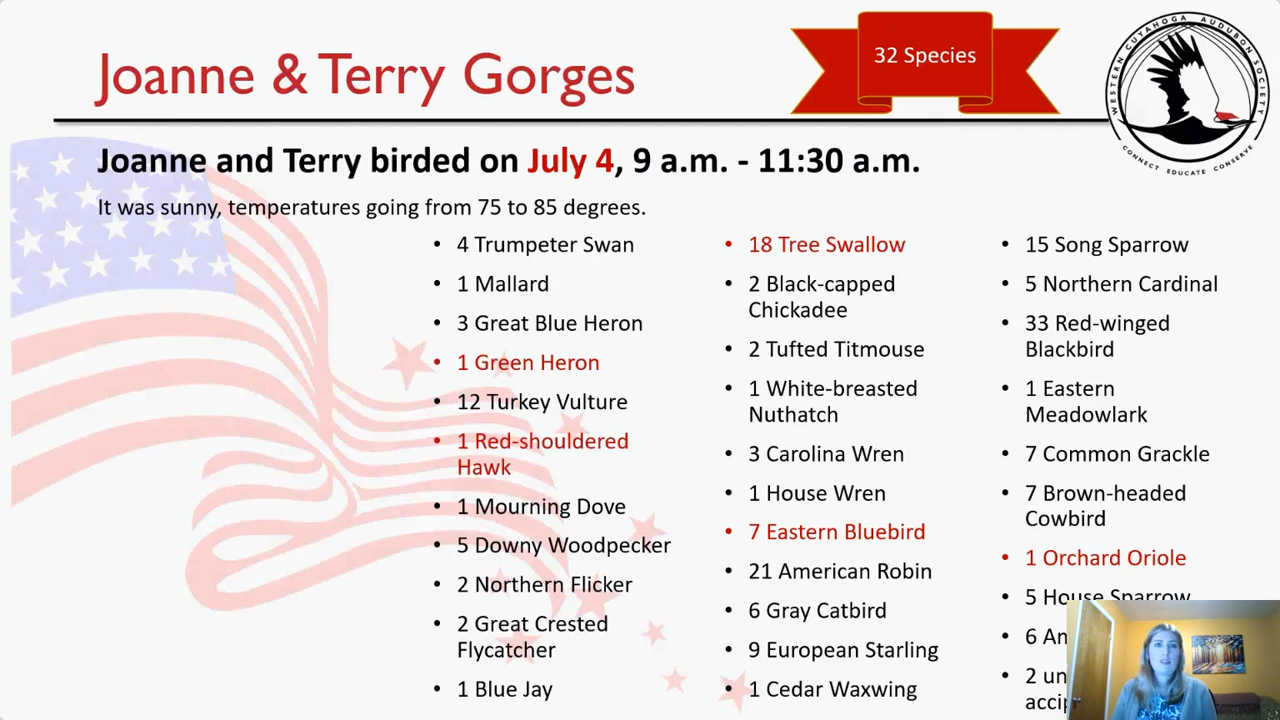 Joanne & Terry Gorges
32 Species
WESTERN CUYAHOGA AUDUBON SOCIETY
CONNECT EDUCATE CONSERVE
Joanne and Terry birded on July 4, 9 a.m. - 11:30 a.m.
It was sunny, temperatures going from 75 to 85 degrees.
• 4 Trumpeter Swan
• 1 Mallard
• 3 Great Blue Heron
• 1 Green Heron
• 12 Turkey Vulture
• 1 Red-shouldered
Hawk
• 1 Mourning Dove
• 5 Downy Woodpecker
• 2 Northern Flicker
• 2 Great Crested
Flycatcher
• 1 Blue Jay
• 18 Tree Swallow
• 2 Black-capped
Chickadee
• 2 Tufted Titmouse
• 1 White-breasted
Nuthatch
• 3 Carolina Wren
• 1 House Wren
• 7 Eastern Bluebird
• 21 American Robin
• 6 Gray Catbird
• 9 European Starling
• 1 Cedar Waxwing
• 15 Song Sparrow
• 5 Northern Cardinal
• 33 Red-winged
Blackbird
• 1 Eastern
Meadowlark
• 7 Common Grackle
• 7 Brown-headed
Cowbird
• 1 Orchard Oriole
• 5 House Sparrow
• 6
• 2